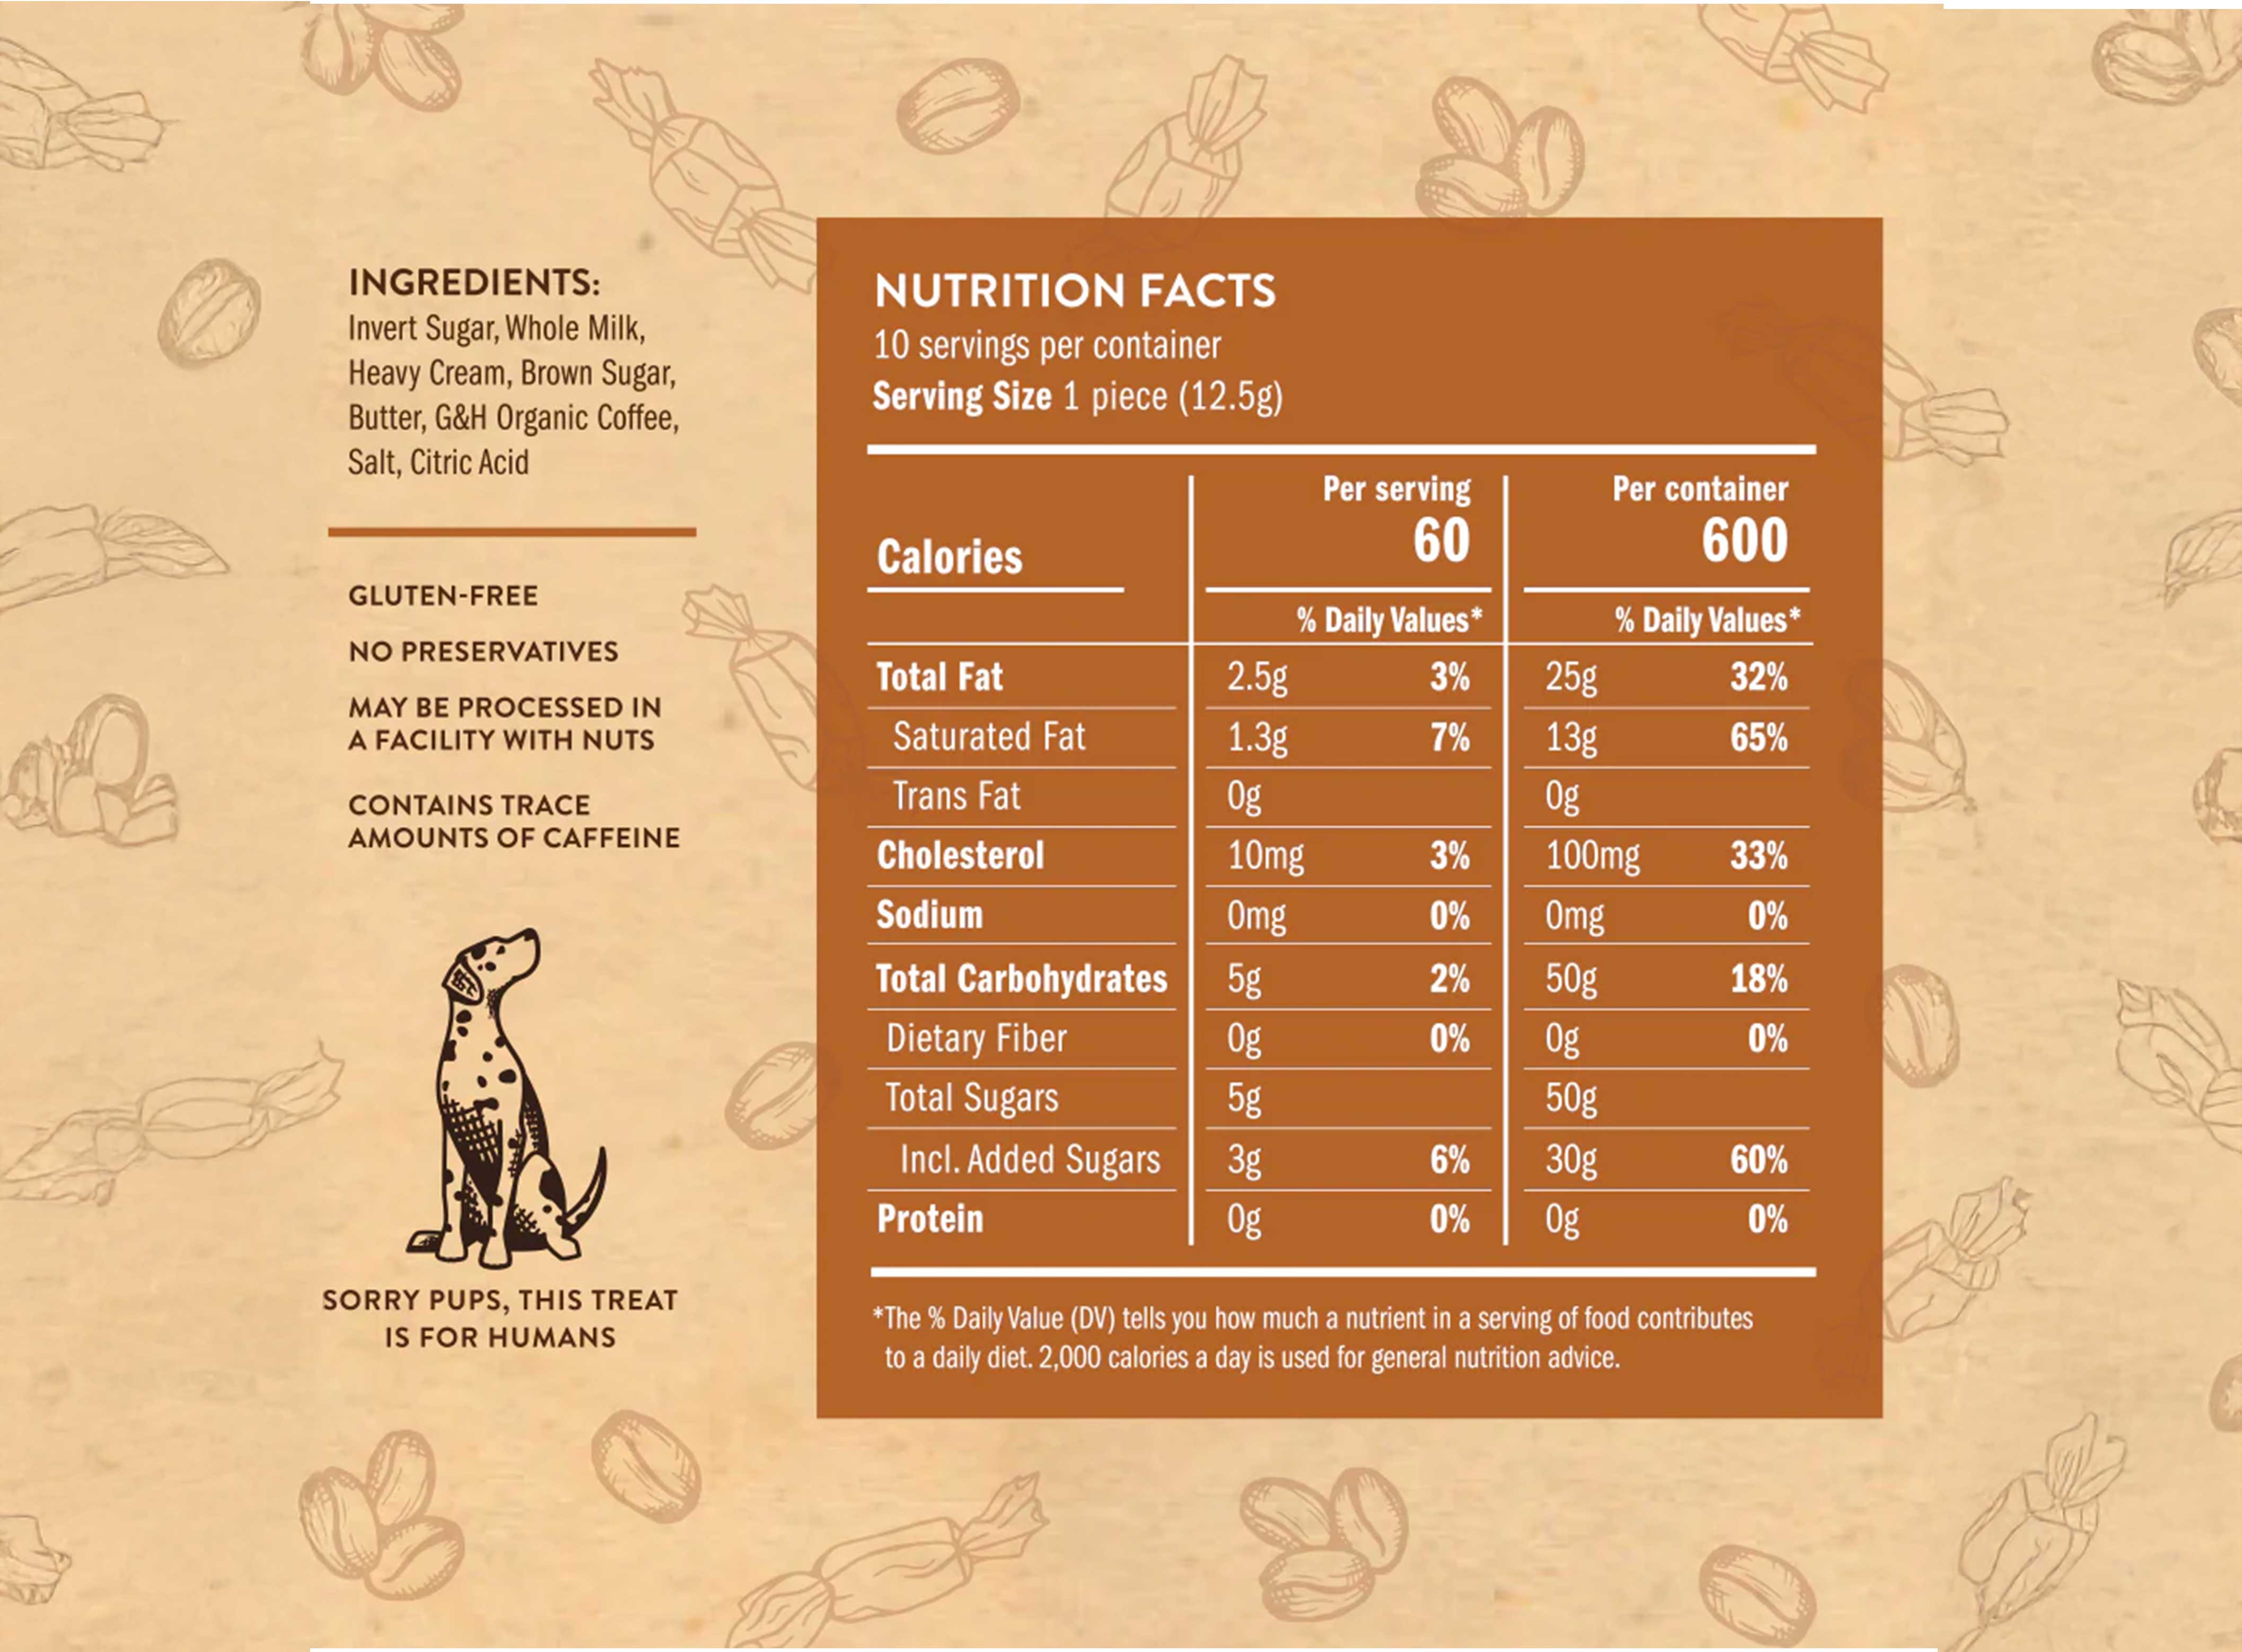 INGREDIENTS:
Invert Sugar, Whole Milk,
Heavy Cream, Brown Sugar,
Butter, G&H Organic Coffee,
Salt, Citric Acid
GLUTEN-FREE
NO PRESERVATIVES
MAY BE PROCESSED IN
A FACILITY WITH NUTS
CONTAINS TRACE
AMOUNTS OF CAFFEINE
SORRY PUPS, THIS TREAT
IS FOR HUMANS
NUTRITION FACTS
10 servings per container
Serving Size 1 piece (12.5g)
Per serving Per container
Calories 60 600
% Daily Values* % Daily Values*
Total Fat 2.5g 3% 25g 32%
Saturated Fat 1.3g 7% 13g 65%
Trans Fat 0g 0g
Cholesterol 10mg 3% 100mg 33%
Sodium 0mg 0% 0mg 0%
Total Carbohydrates 5g 2% 50g 18%
Dietary Fiber 0g 0% 0g 0%
Total Sugars 5g 50g
Incl. Added Sugars 3g 6% 30g 60%
Protein 0g 0% 0g 0%
*The % Daily Value (DV) tells you how much a nutrient in a serving of food contributes
to a daily diet. 2,000 calories a day is used for general nutrition advice.